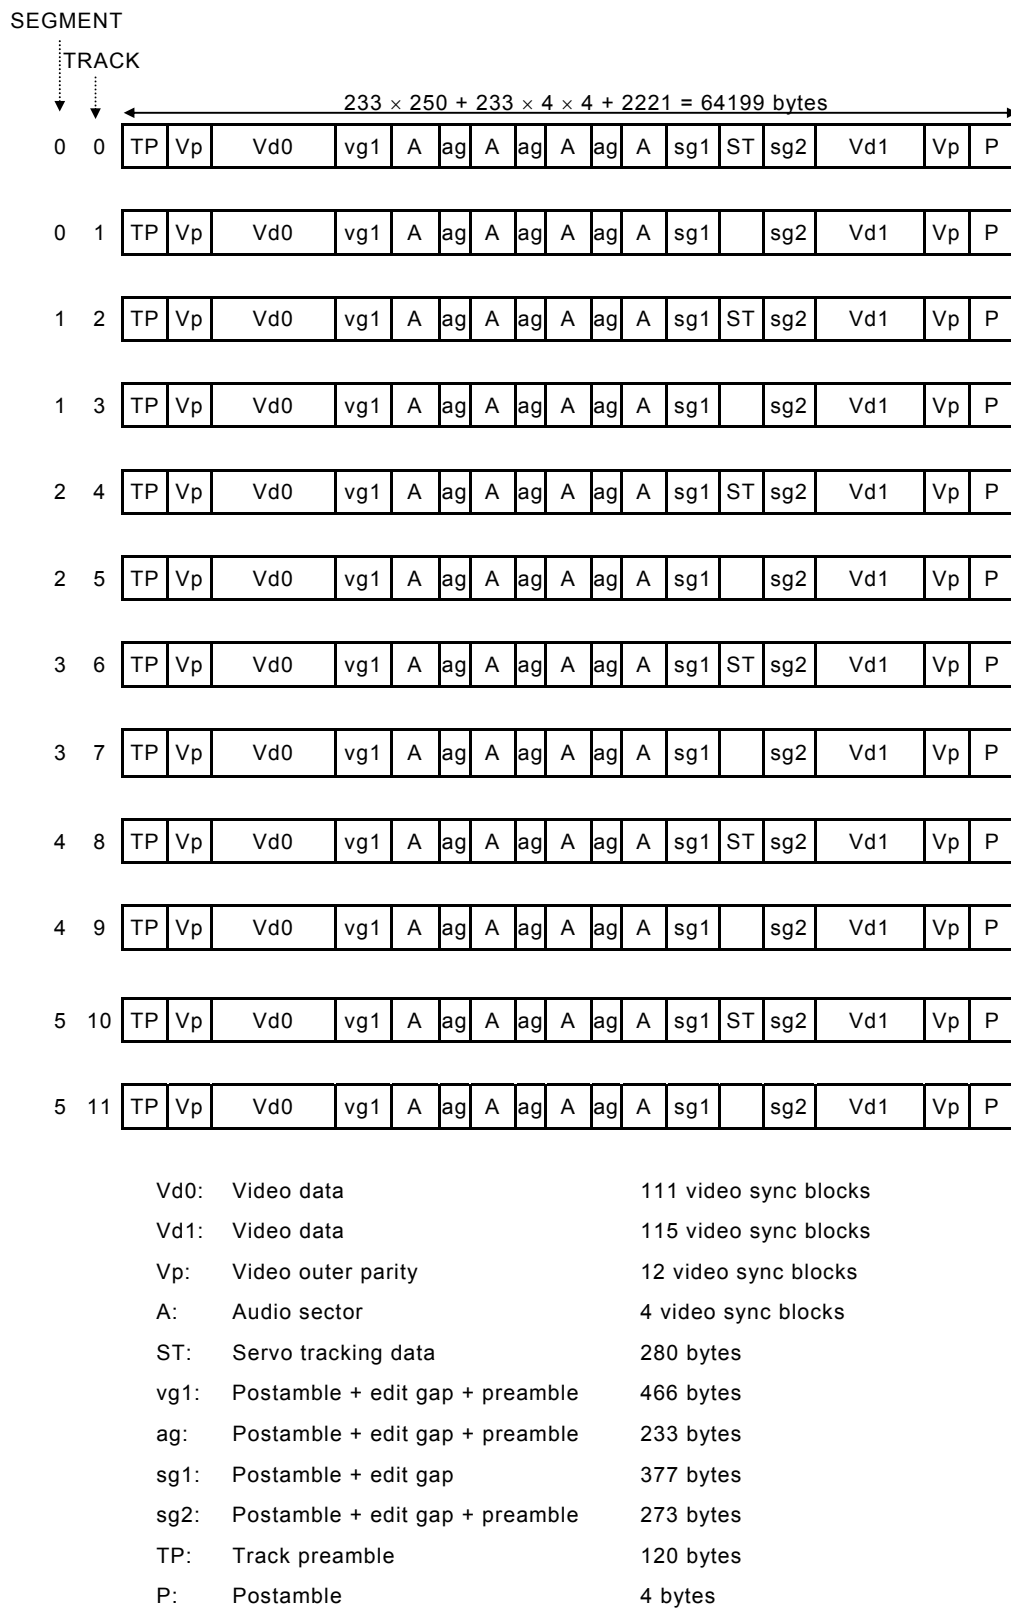 SEGMENT
TRACK
233 × 250 + 233 × 4 × 4 + 2221 = 64199 bytes
0 0 TP Vp Vd0 vg1 A ag A ag A ag A sg1 ST sg2 Vd1 Vp P
0 1 TP Vp Vd0 vg1 A ag A ag A ag A sg1 sg2 Vd1 Vp P
1 2 TP Vp Vd0 vg1 A ag A ag A ag A sg1 ST sg2 Vd1 Vp P
1 3 TP Vp Vd0 vg1 A ag A ag A ag A sg1 sg2 Vd1 Vp P
2 4 TP Vp Vd0 vg1 A ag A ag A ag A sg1 ST sg2 Vd1 Vp P
2 5 TP Vp Vd0 vg1 A ag A ag A ag A sg1 sg2 Vd1 Vp P
3 6 TP Vp Vd0 vg1 A ag A ag A ag A sg1 ST sg2 Vd1 Vp P
3 7 TP Vp Vd0 vg1 A ag A ag A ag A sg1 sg2 Vd1 Vp P
4 8 TP Vp Vd0 vg1 A ag A ag A ag A sg1 ST sg2 Vd1 Vp P
4 9 TP Vp Vd0 vg1 A ag A ag A ag A sg1 sg2 Vd1 Vp P
5 10 TP Vp Vd0 vg1 A ag A ag A ag A sg1 ST sg2 Vd1 Vp P
5 11 TP Vp Vd0 vg1 A ag A ag A ag A sg1 sg2 Vd1 Vp P
Vd0: Video data 111 video sync blocks
Vd1: Video data 115 video sync blocks
Vp: Video outer parity 12 video sync blocks
A: Audio sector 4 video sync blocks
ST: Servo tracking data 280 bytes
vg1: Postamble + edit gap + preamble 466 bytes
ag: Postamble + edit gap + preamble 233 bytes
sg1: Postamble + edit gap 377 bytes
sg2: Postamble + edit gap + preamble 273 bytes
TP: Track preamble 120 bytes
P: Postamble 4 bytes